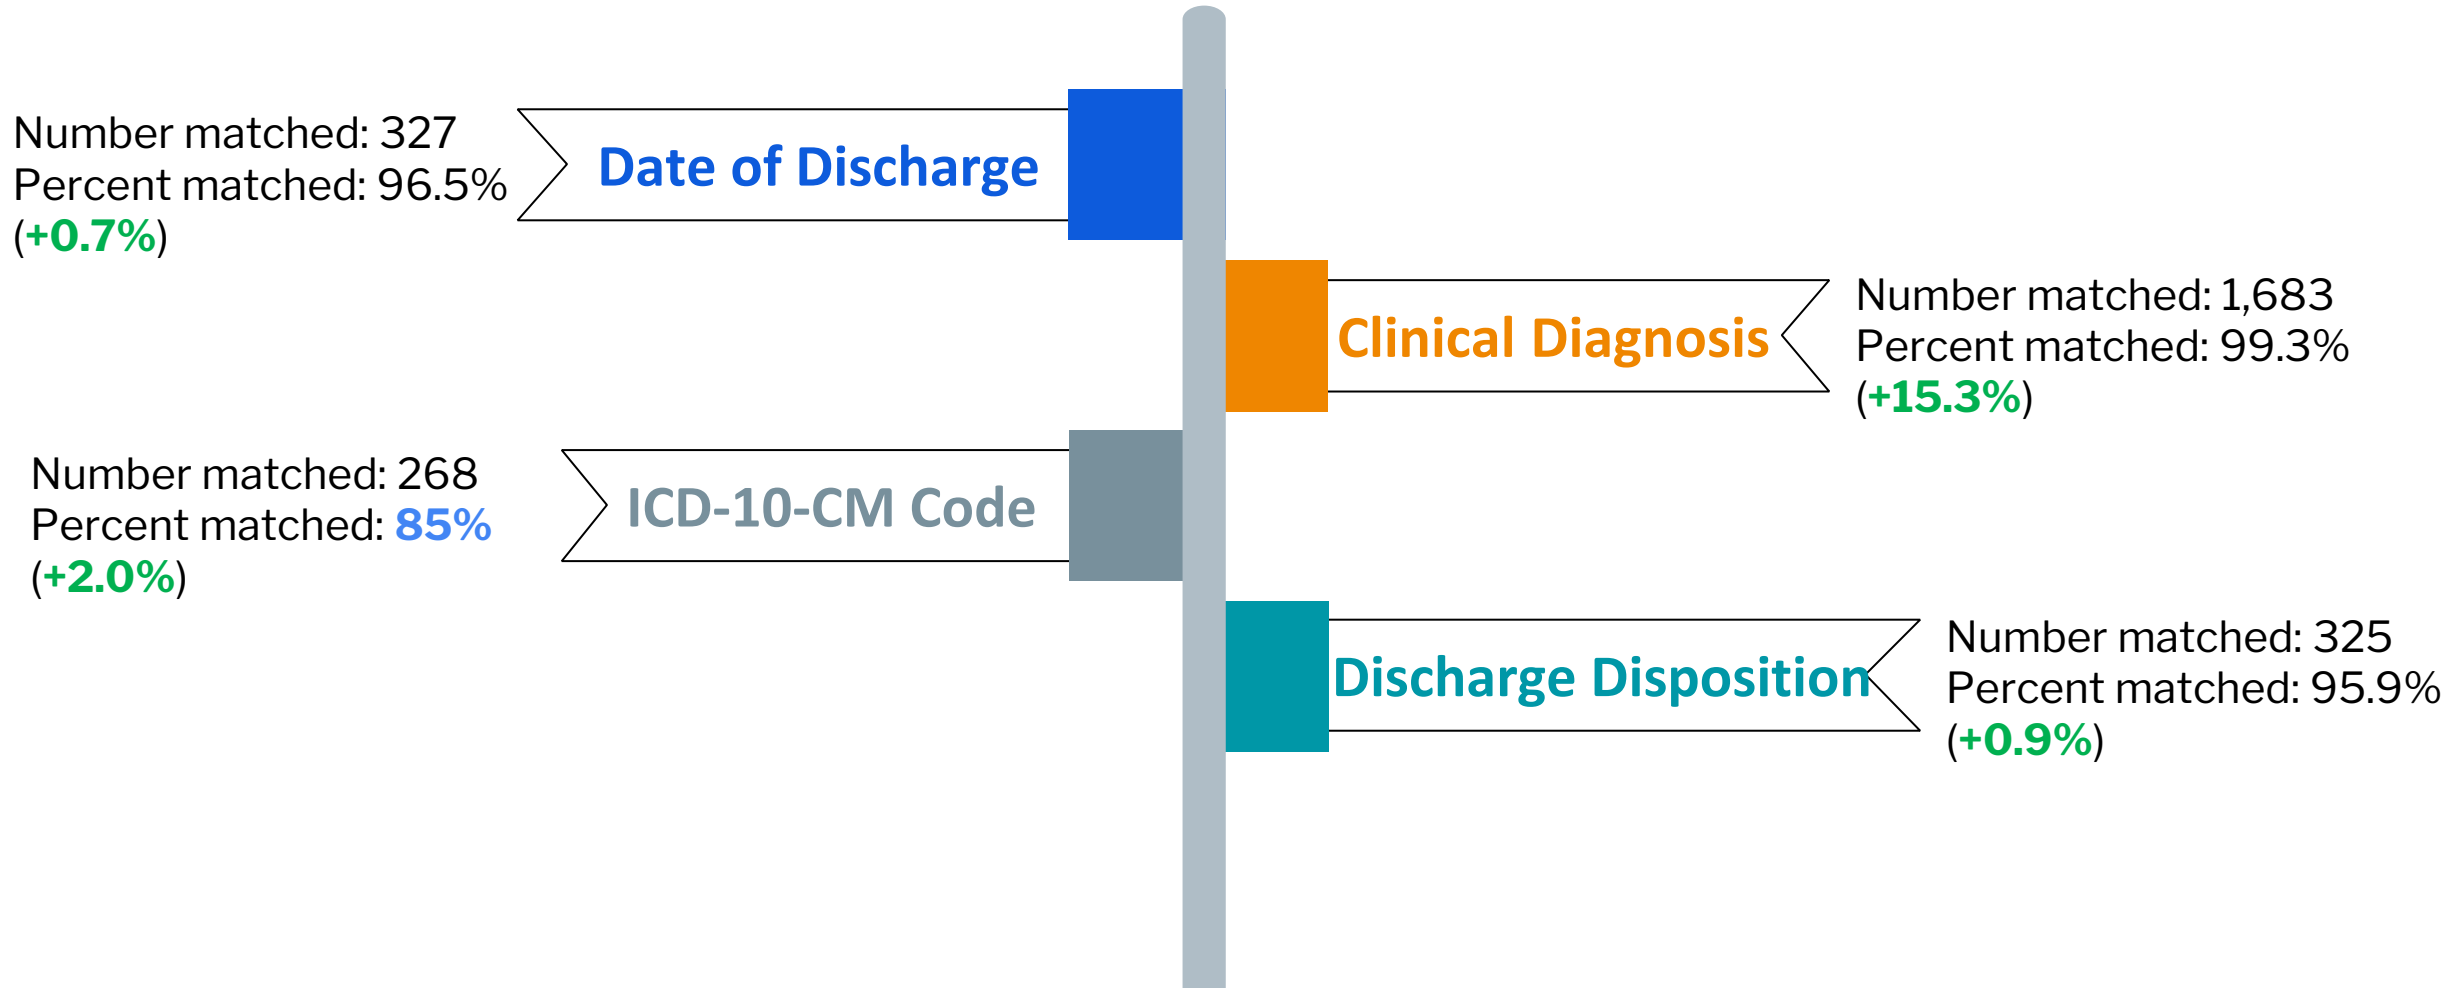 Number matched: 327
Percent matched: 96.5%
(+0.7%)
Date of Discharge
Clinical Diagnosis
Number matched: 1,683
Percent matched: 99.3%
(+15.3%)
Number matched: 268
Percent matched: 85%
(+2.0%)
ICD-10-CM Code
Discharge Disposition
Number matched: 325
Percent matched: 95.9%
(+0.9%)